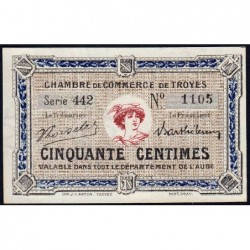 CHAMBRE DE COMMERCE DE TROYES
Serie 442 No 1105
Le Trésorier Le Président
CINQUANTE CENTIMES
VALABLE DANS TOUT LE DÉPARTEMENT DE L'AUBE